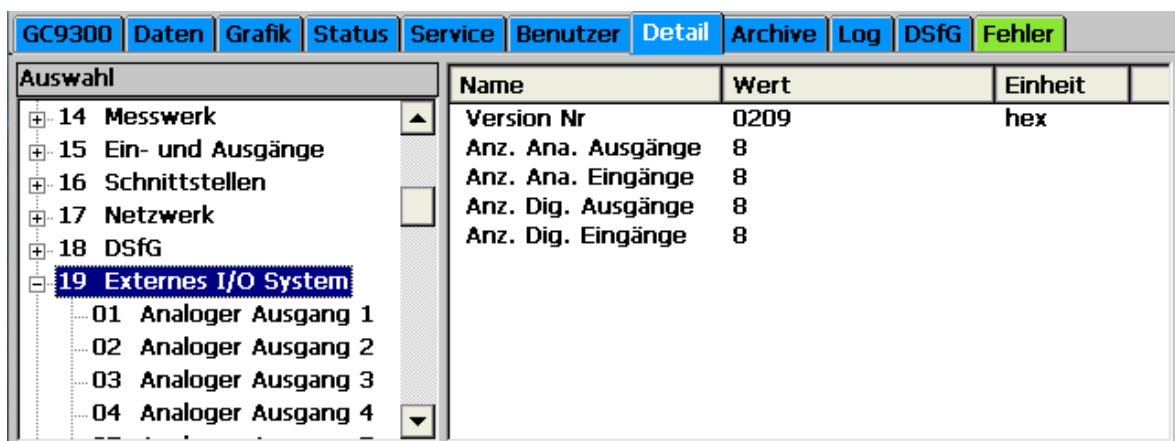 GC9300 Daten Grafik Status Service Benutzer Detail Archive Log DSfG Fehler
Auswahl
14 Messwerk
15 Ein- und Ausgänge
16 Schnittstellen
17 Netzwerk
18 DSfG
19 Externes I/O System
01 Analoger Ausgang 1
02 Analoger Ausgang 2
03 Analoger Ausgang 3
04 Analoger Ausgang 4
Name Wert Einheit
Version Nr 0209 hex
Anz. Ana. Ausgänge 8
Anz. Ana. Eingänge 8
Anz. Dig. Ausgänge 8
Anz. Dig. Eingänge 8